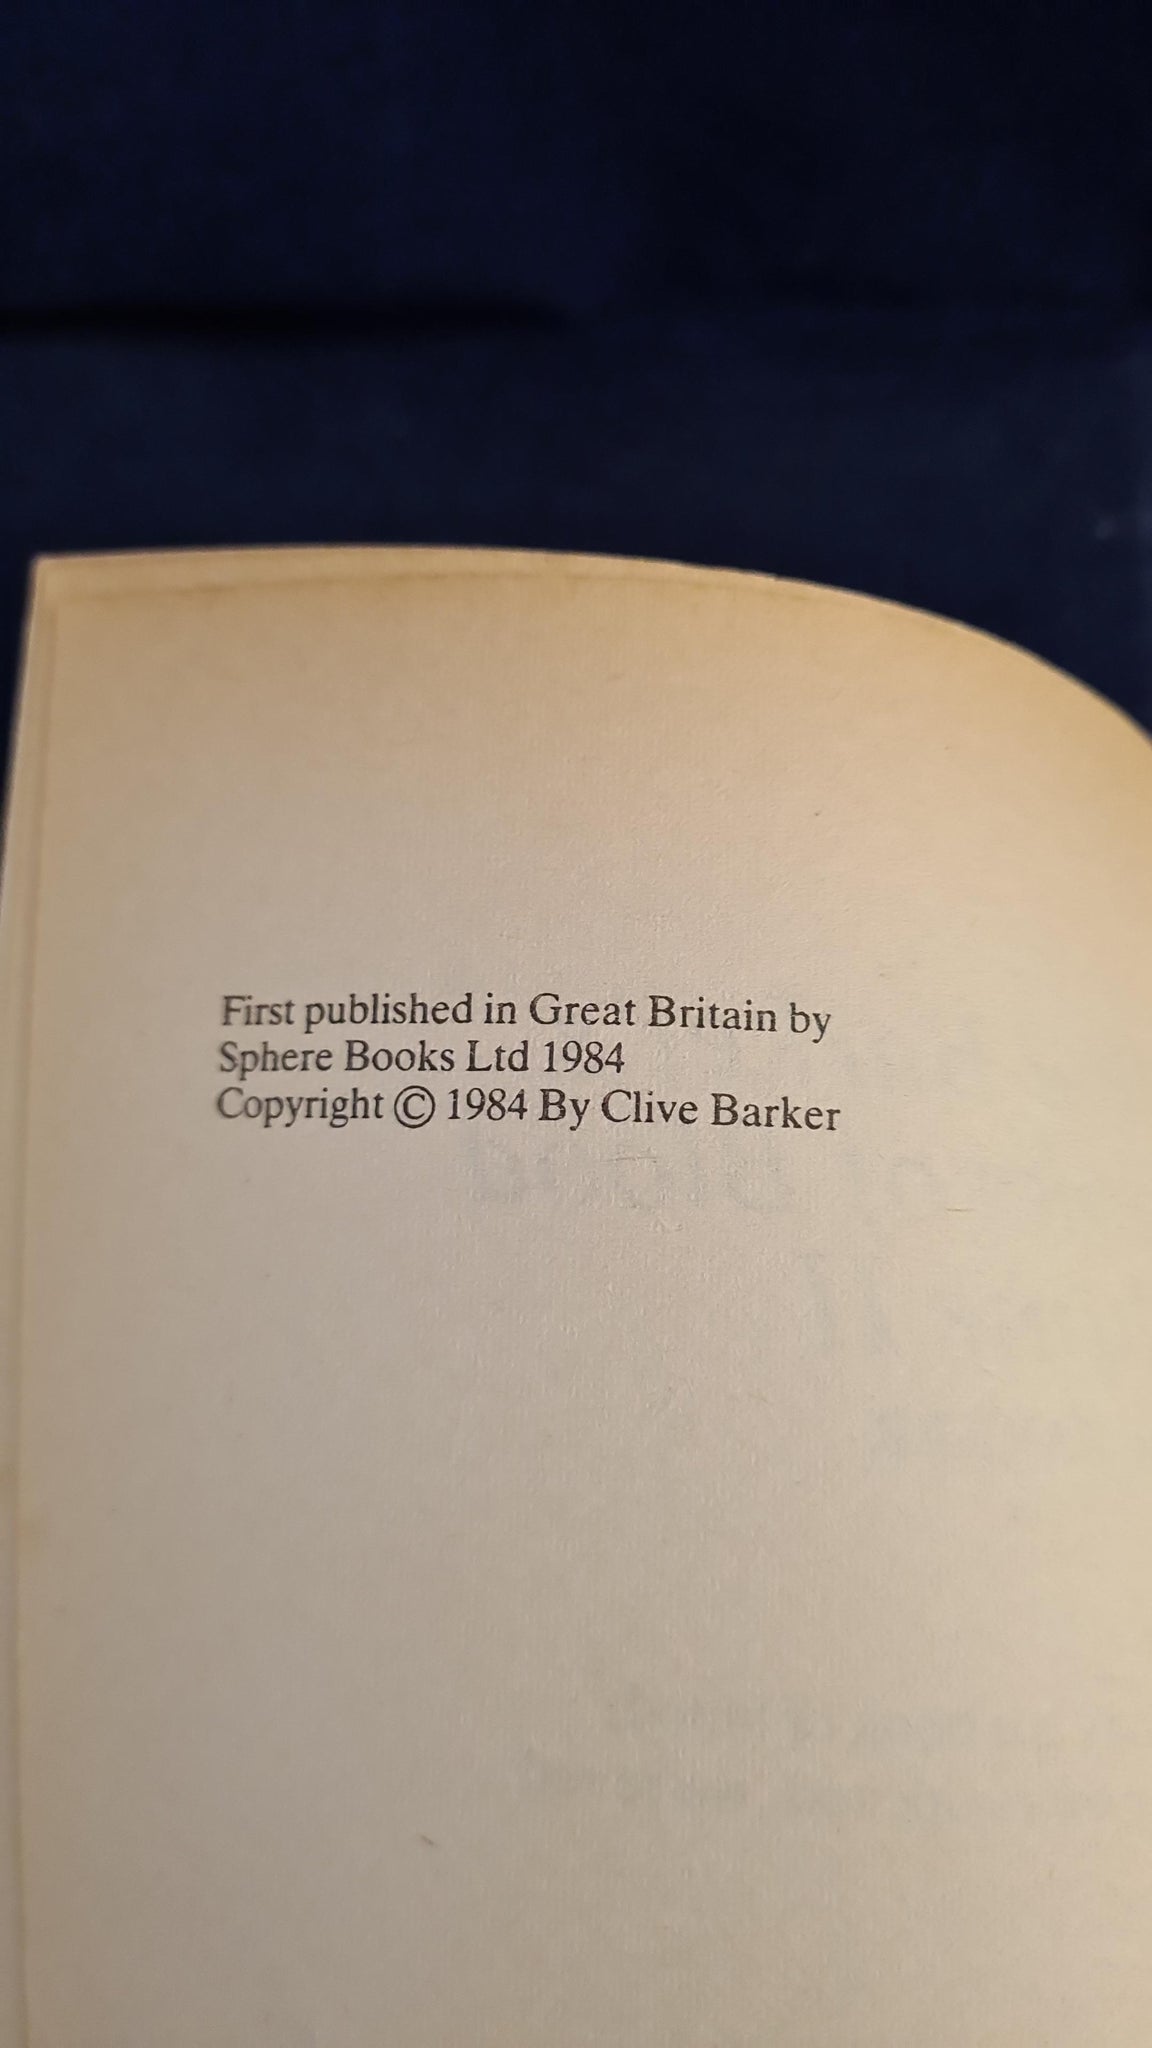 First published in Great Britain by
Sphere Books Ltd 1984
Copyright © 1984 By Clive Barker